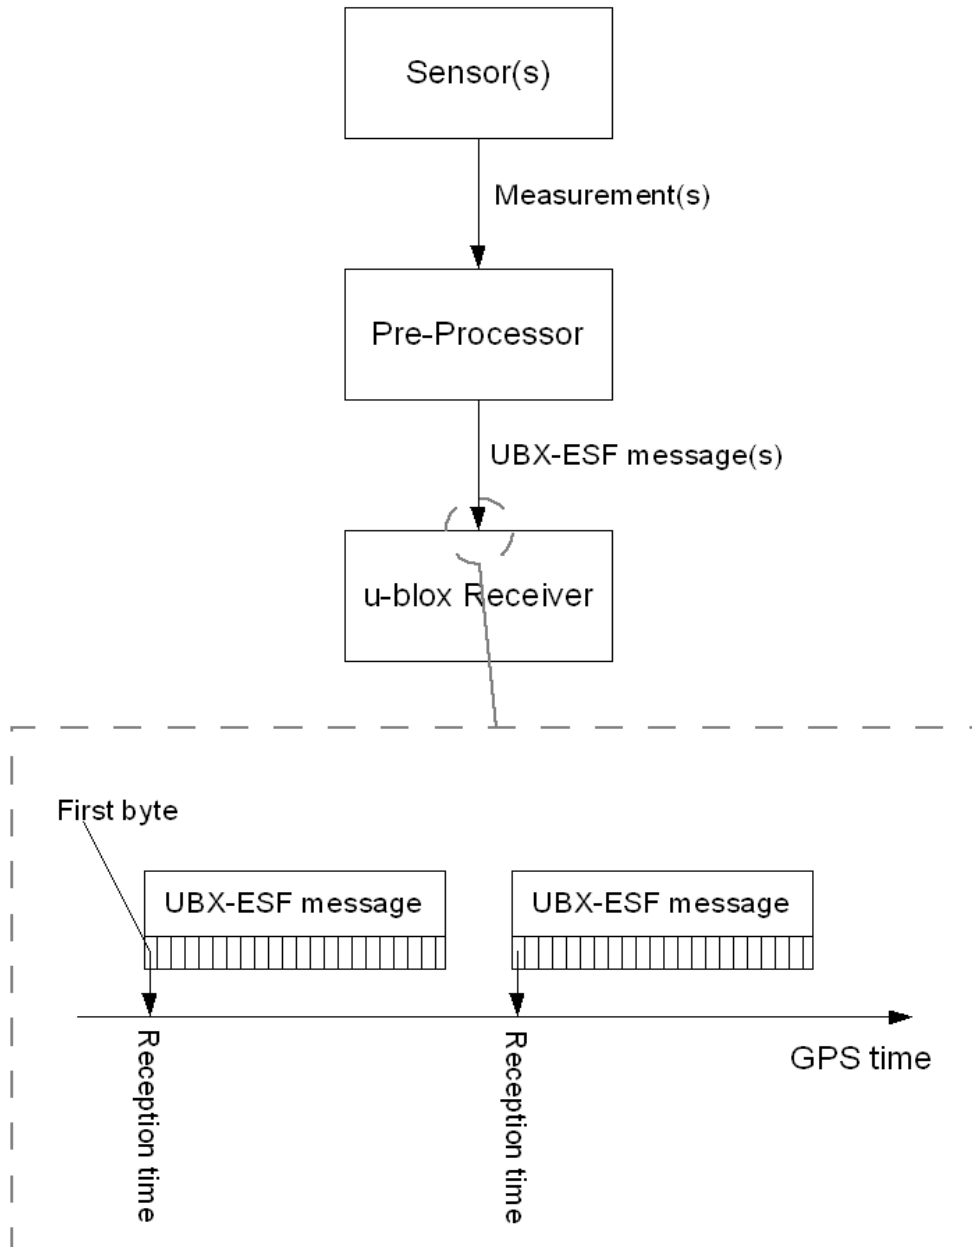 Sensor(s)
Measurement(s)
Pre-Processor
UBX-ESF message(s)
u-blox Receiver
First byte
UBX-ESF message
UBX-ESF message
GPS time
Reception time
Reception time